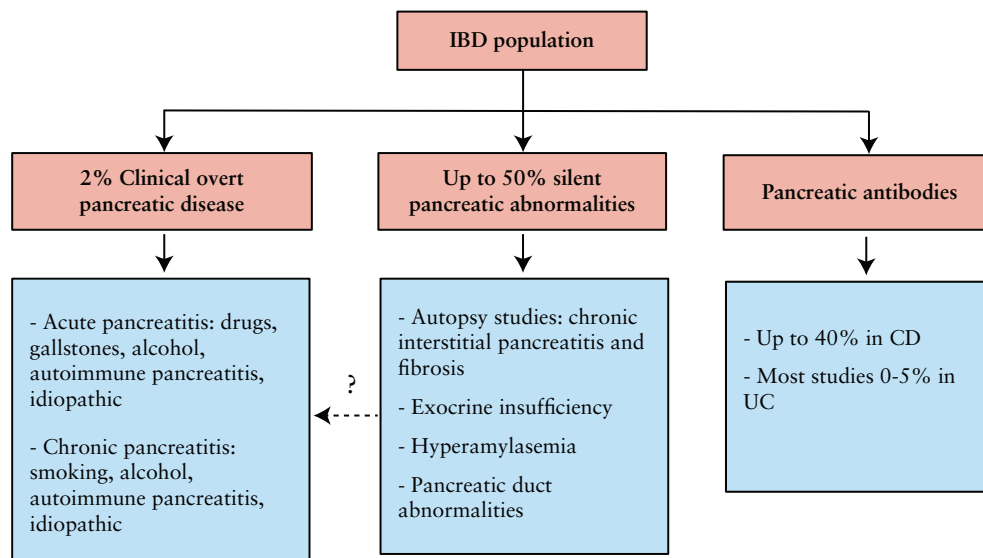 IBD population
2% Clinical overt
pancreatic disease
Up to 50% silent
pancreatic abnormalities
Pancreatic antibodies
- Acute pancreatitis: drugs,
gallstones, alcohol,
autoimmune pancreatitis,
idiopathic
- Chronic pancreatitis:
smoking, alcohol,
autoimmune pancreatitis,
idiopathic
?
- Autopsy studies: chronic
interstitial pancreatitis and
fibrosis
- Exocrine insufficiency
- Hyperamylasemia
- Pancreatic duct
abnormalities
- Up to 40% in CD
- Most studies 0-5% in
UC